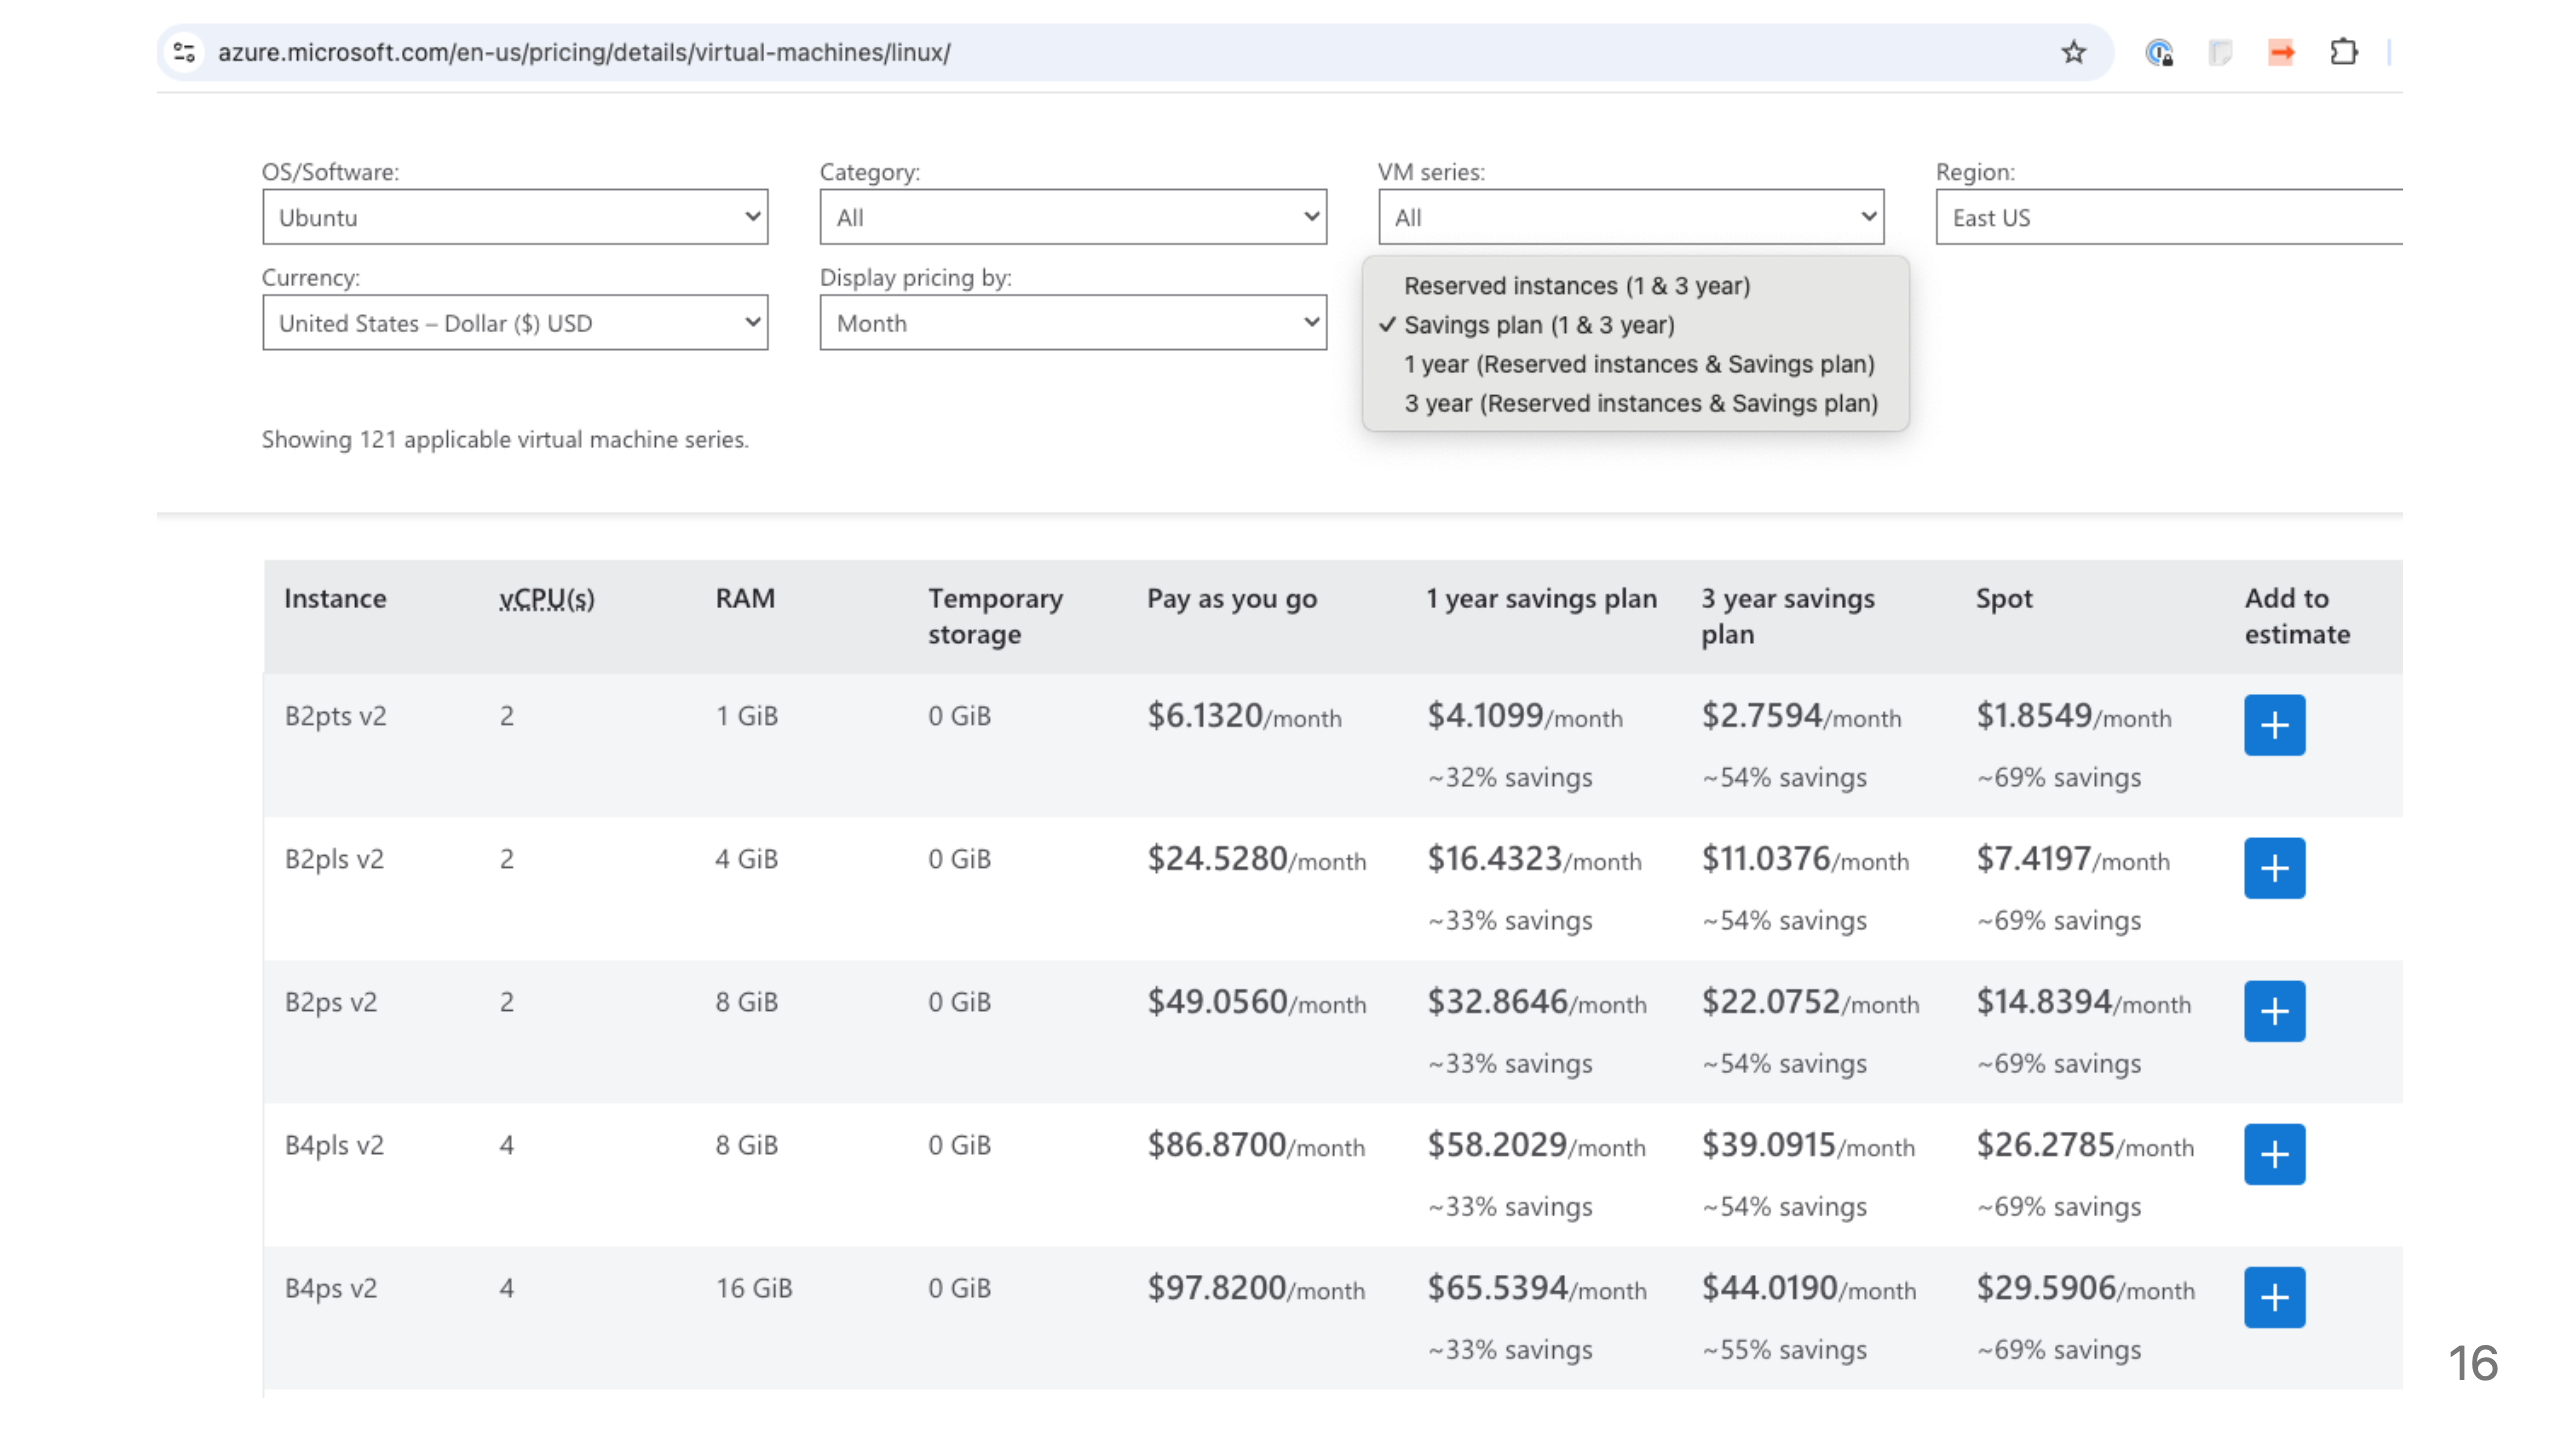 azure.microsoft.com/en-us/pricing/details/virtual-machines/linux/
OS/Software:
Category:
VM series:
Region:
Ubuntu
All
All
East US
Currency:
Display pricing by:
United States – Dollar ($) USD
Month
Reserved instances (1 & 3 year)
✓ Savings plan (1 & 3 year)
1 year (Reserved instances & Savings plan)
3 year (Reserved instances & Savings plan)
Showing 121 applicable virtual machine series.
Instance vCPU(s) RAM Temporary storage Pay as you go 1 year savings plan 3 year savings plan Spot Add to estimate
B2pts v2 2 1 GiB 0 GiB $6.1320/month $4.1099/month $2.7594/month $1.8549/month +
~32% savings ~54% savings ~69% savings
B2pls v2 2 4 GiB 0 GiB $24.5280/month $16.4323/month $11.0376/month $7.4197/month +
~33% savings ~54% savings ~69% savings
B2ps v2 2 8 GiB 0 GiB $49.0560/month $32.8646/month $22.0752/month $14.8394/month +
~33% savings ~54% savings ~69% savings
B4pls v2 4 8 GiB 0 GiB $86.8700/month $58.2029/month $39.0915/month $26.2785/month +
~33% savings ~54% savings ~69% savings
B4ps v2 4 16 GiB 0 GiB $97.8200/month $65.5394/month $44.0190/month $29.5906/month +
~33% savings ~55% savings ~69% savings
16